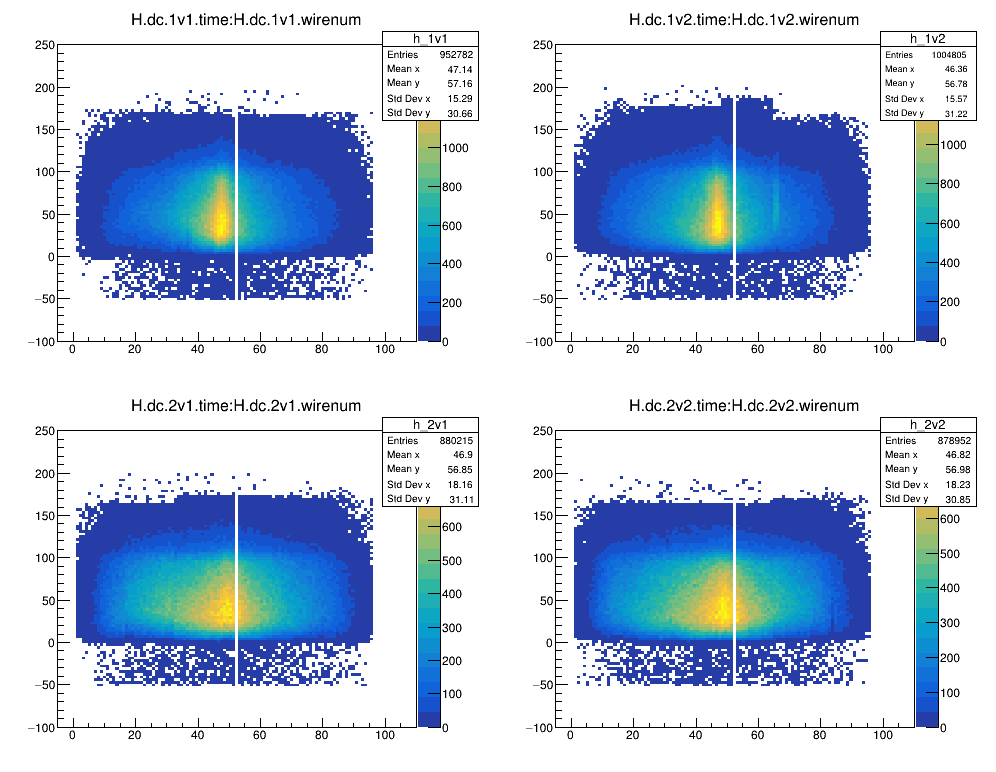 H.dc.1v1.time:H.dc.1v1.wirenum
h_1v1
Entries 952782
Mean x 47.14
Mean y 57.16
Std Dev x 15.29
Std Dev y 30.66
250
200
150
100
50
0
−50
−100
0 20 40 60 80 100
1000
800
600
400
200
0
H.dc.1v2.time:H.dc.1v2.wirenum
h_1v2
Entries 1004805
Mean x 46.36
Mean y 56.78
Std Dev x 15.57
Std Dev y 31.22
250
200
150
100
50
0
−50
−100
0 20 40 60 80 100
1000
800
600
400
200
0
H.dc.2v1.time:H.dc.2v1.wirenum
h_2v1
Entries 880215
Mean x 46.9
Mean y 56.85
Std Dev x 18.16
Std Dev y 31.11
250
200
150
100
50
0
−50
−100
0 20 40 60 80 100
600
500
400
300
200
100
0
H.dc.2v2.time:H.dc.2v2.wirenum
h_2v2
Entries 878952
Mean x 46.82
Mean y 56.98
Std Dev x 18.23
Std Dev y 30.85
250
200
150
100
50
0
−50
−100
0 20 40 60 80 100
600
500
400
300
200
100
0